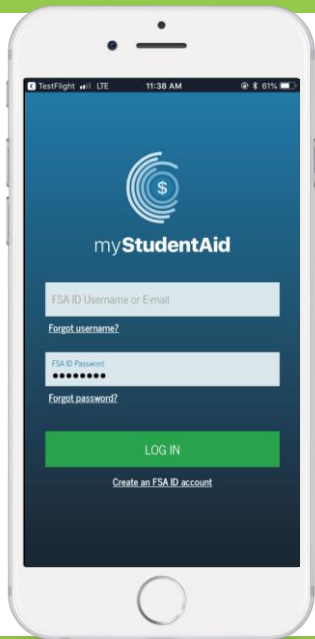 TestFlight LTE 11:38 AM 61%
$
myStudentAid
FSA ID Username or E-mail
Forgot username?
FSA ID Password
••••••••
Forgot password?
LOG IN
Create an FSA ID account